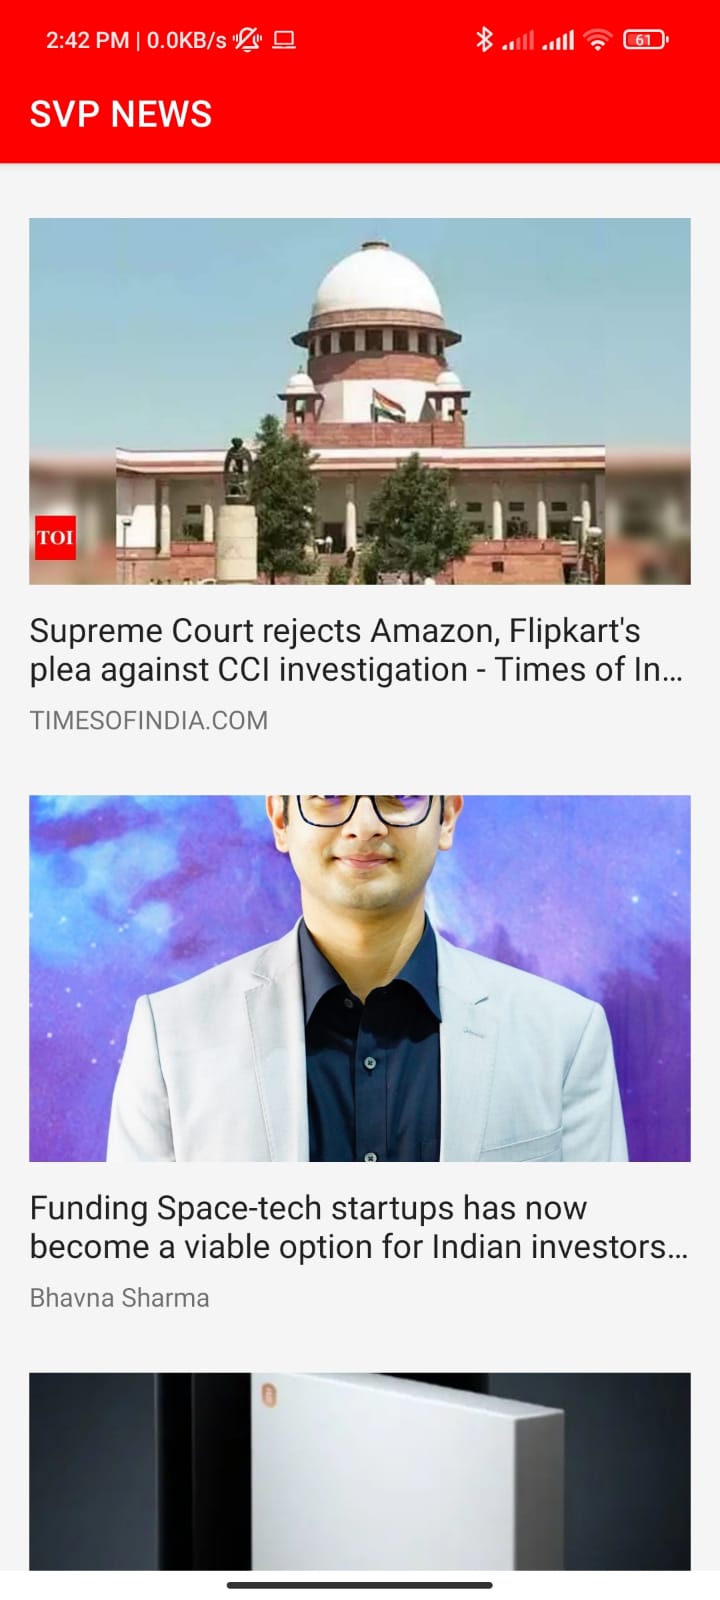 2:42 PM | 0.0KB/s
61
SVP NEWS
TOI
Supreme Court rejects Amazon, Flipkart's
plea against CCI investigation - Times of In...
TIMESOFINDIA.COM
Funding Space-tech startups has now
become a viable option for Indian investors...
Bhavna Sharma